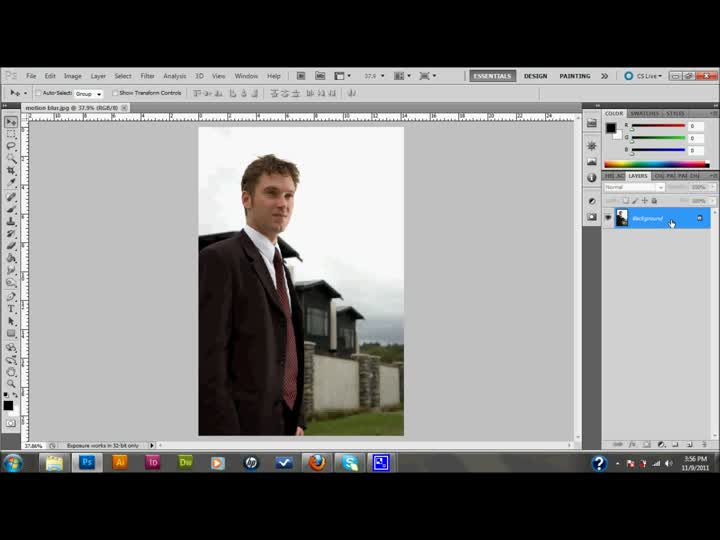 Ps File Edit Image Layer Select Filter Analysis 3D View Window Help 37.9 ESSENTIALS DESIGN PAINTING CS Live
Auto-Select: Group Show Transform Controls
motion blur.jpg @ 37.9% (RGB/8)
COLOR SWATCHES STYLES
R 0
G 0
B 0
LAYERS
Normal 100%
100%
Background
37.86% Exposure works in 32-bit only
Ps Ai Id Dw hp
3:56 PM
11/9/2011